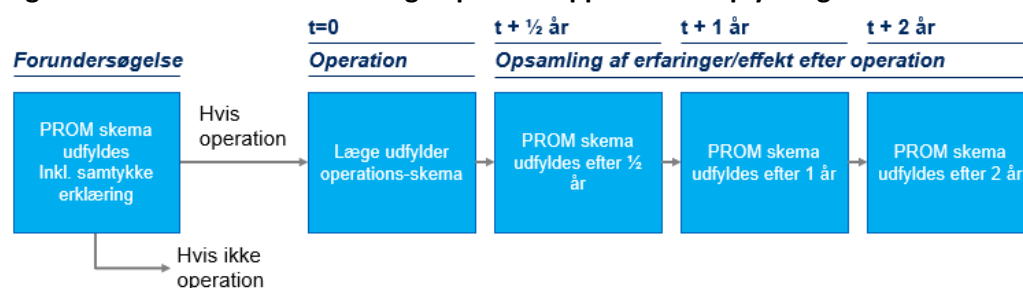 t=0
t + ½ år
t + 1 år
t + 2 år
Forundersøgelse
Operation
Opsamling af erfaringer/effekt efter operation
PROM skema
udfyldes
Inkl. samtykke
erklæring
Hvis
operation
Læge udfylder
operations-skema
PROM skema
udfyldes efter ½
år
PROM skema
udfyldes efter 1 år
PROM skema
udfyldes efter 2 år
Hvis ikke
operation